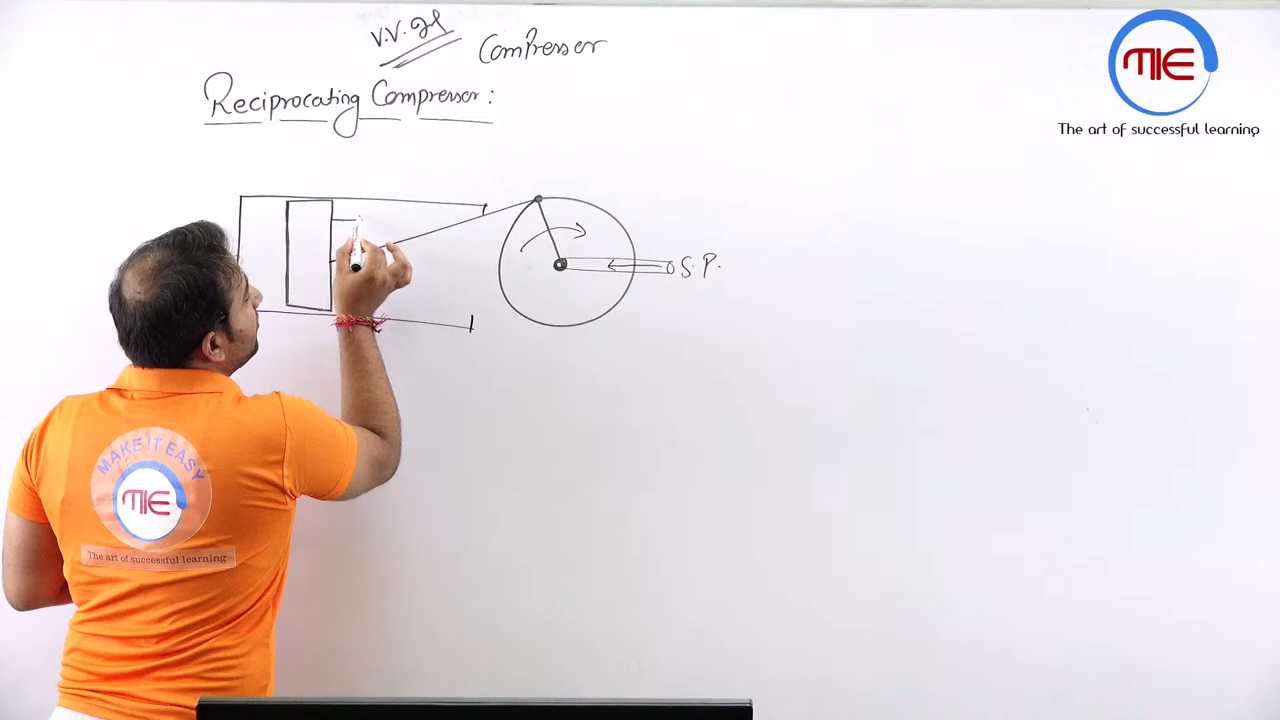 V.V.
Compressor
Reciprocating Compressor:
S.P.
MIE
The art of successful learning
MAKE IT EASY
MIE
The art of successful learning